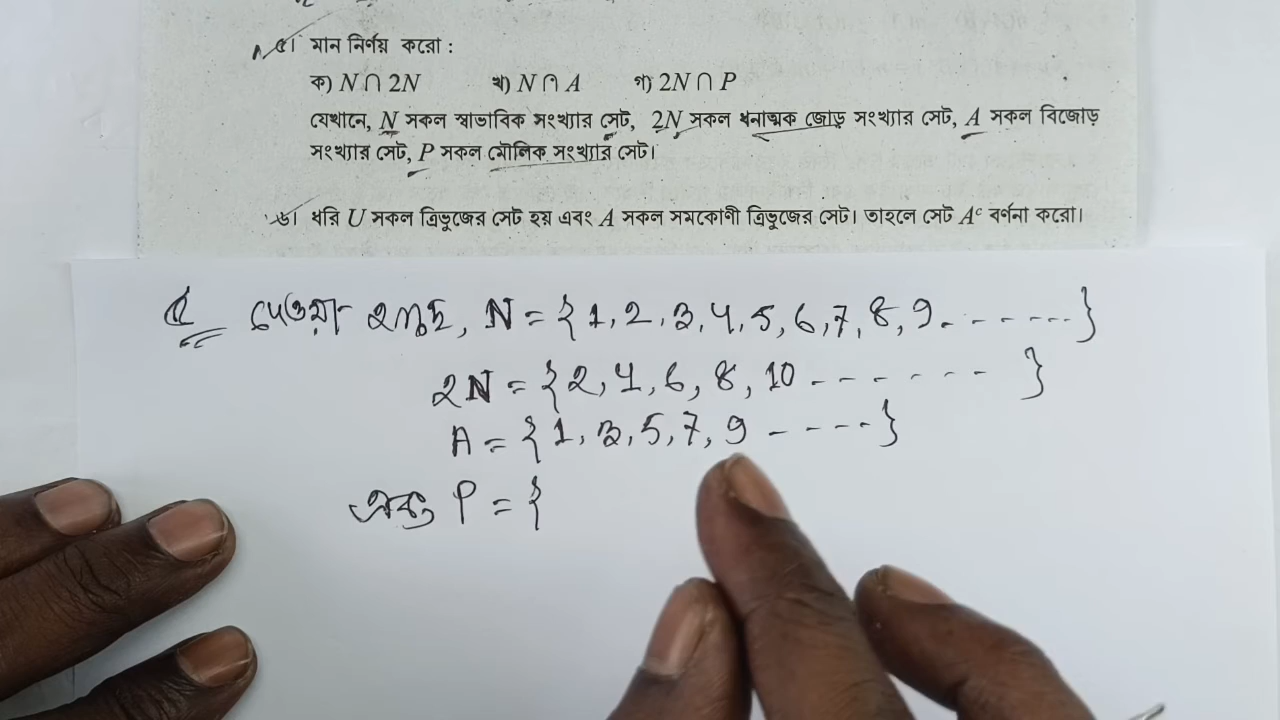 ৫। মান নির্ণয় করো :
ক) N ∩ 2N খ) N ∩ A গ) 2N ∩ P
যেখানে, N সকল স্বাভাবিক সংখ্যার সেট, 2N সকল ধনাত্মক জোড় সংখ্যার সেট, A সকল বিজোড়
সংখ্যার সেট, P সকল মৌলিক সংখ্যার সেট।
৬। ধরি U সকল ত্রিভুজের সেট হয় এবং A সকল সমকোণী ত্রিভুজের সেট। তাহলে সেট Aᶜ বর্ণনা করো।
৫ দেওয়া , N = {1, 2, 3, 4, 5, 6, 7, 8, 9.......}
2N = {2, 4, 6, 8, 10 - - - - - - }
A = {1, 3, 5, 7, 9 - - - - - }
এবং P = {